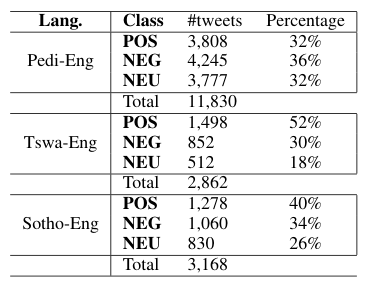 Lang. Class #tweets Percentage
POS 3,808 32%
Pedi-Eng NEG 4,245 36%
NEU 3,777 32%
Total 11,830
POS 1,498 52%
Tswa-Eng NEG 852 30%
NEU 512 18%
Total 2,862
POS 1,278 40%
Sotho-Eng NEG 1,060 34%
NEU 830 26%
Total 3,168